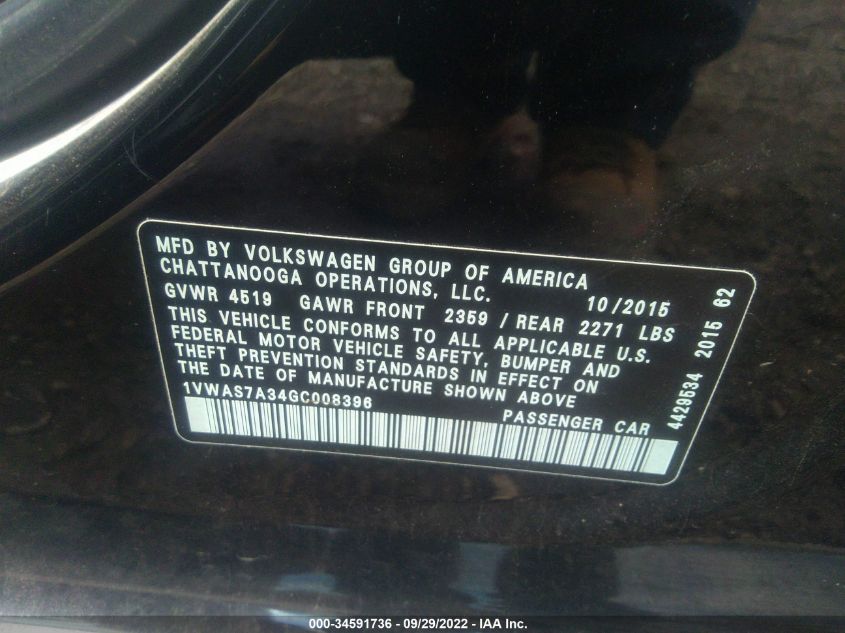 MFD BY VOLKSWAGEN GROUP OF AMERICA
CHATTANOOGA OPERATIONS, LLC. 10/2015
GVWR 4519 GAWR FRONT 2359 / REAR 2271 LBS
THIS VEHICLE CONFORMS TO ALL APPLICABLE U.S.
FEDERAL MOTOR VEHICLE SAFETY, BUMPER AND
THEFT PREVENTION STANDARDS IN EFFECT ON
THE DATE OF MANUFACTURE SHOWN ABOVE
1VWAS7A34GC008396 PASSENGER CAR
4429534 2015 62
000-34591736 - 09/29/2022 - IAA Inc.